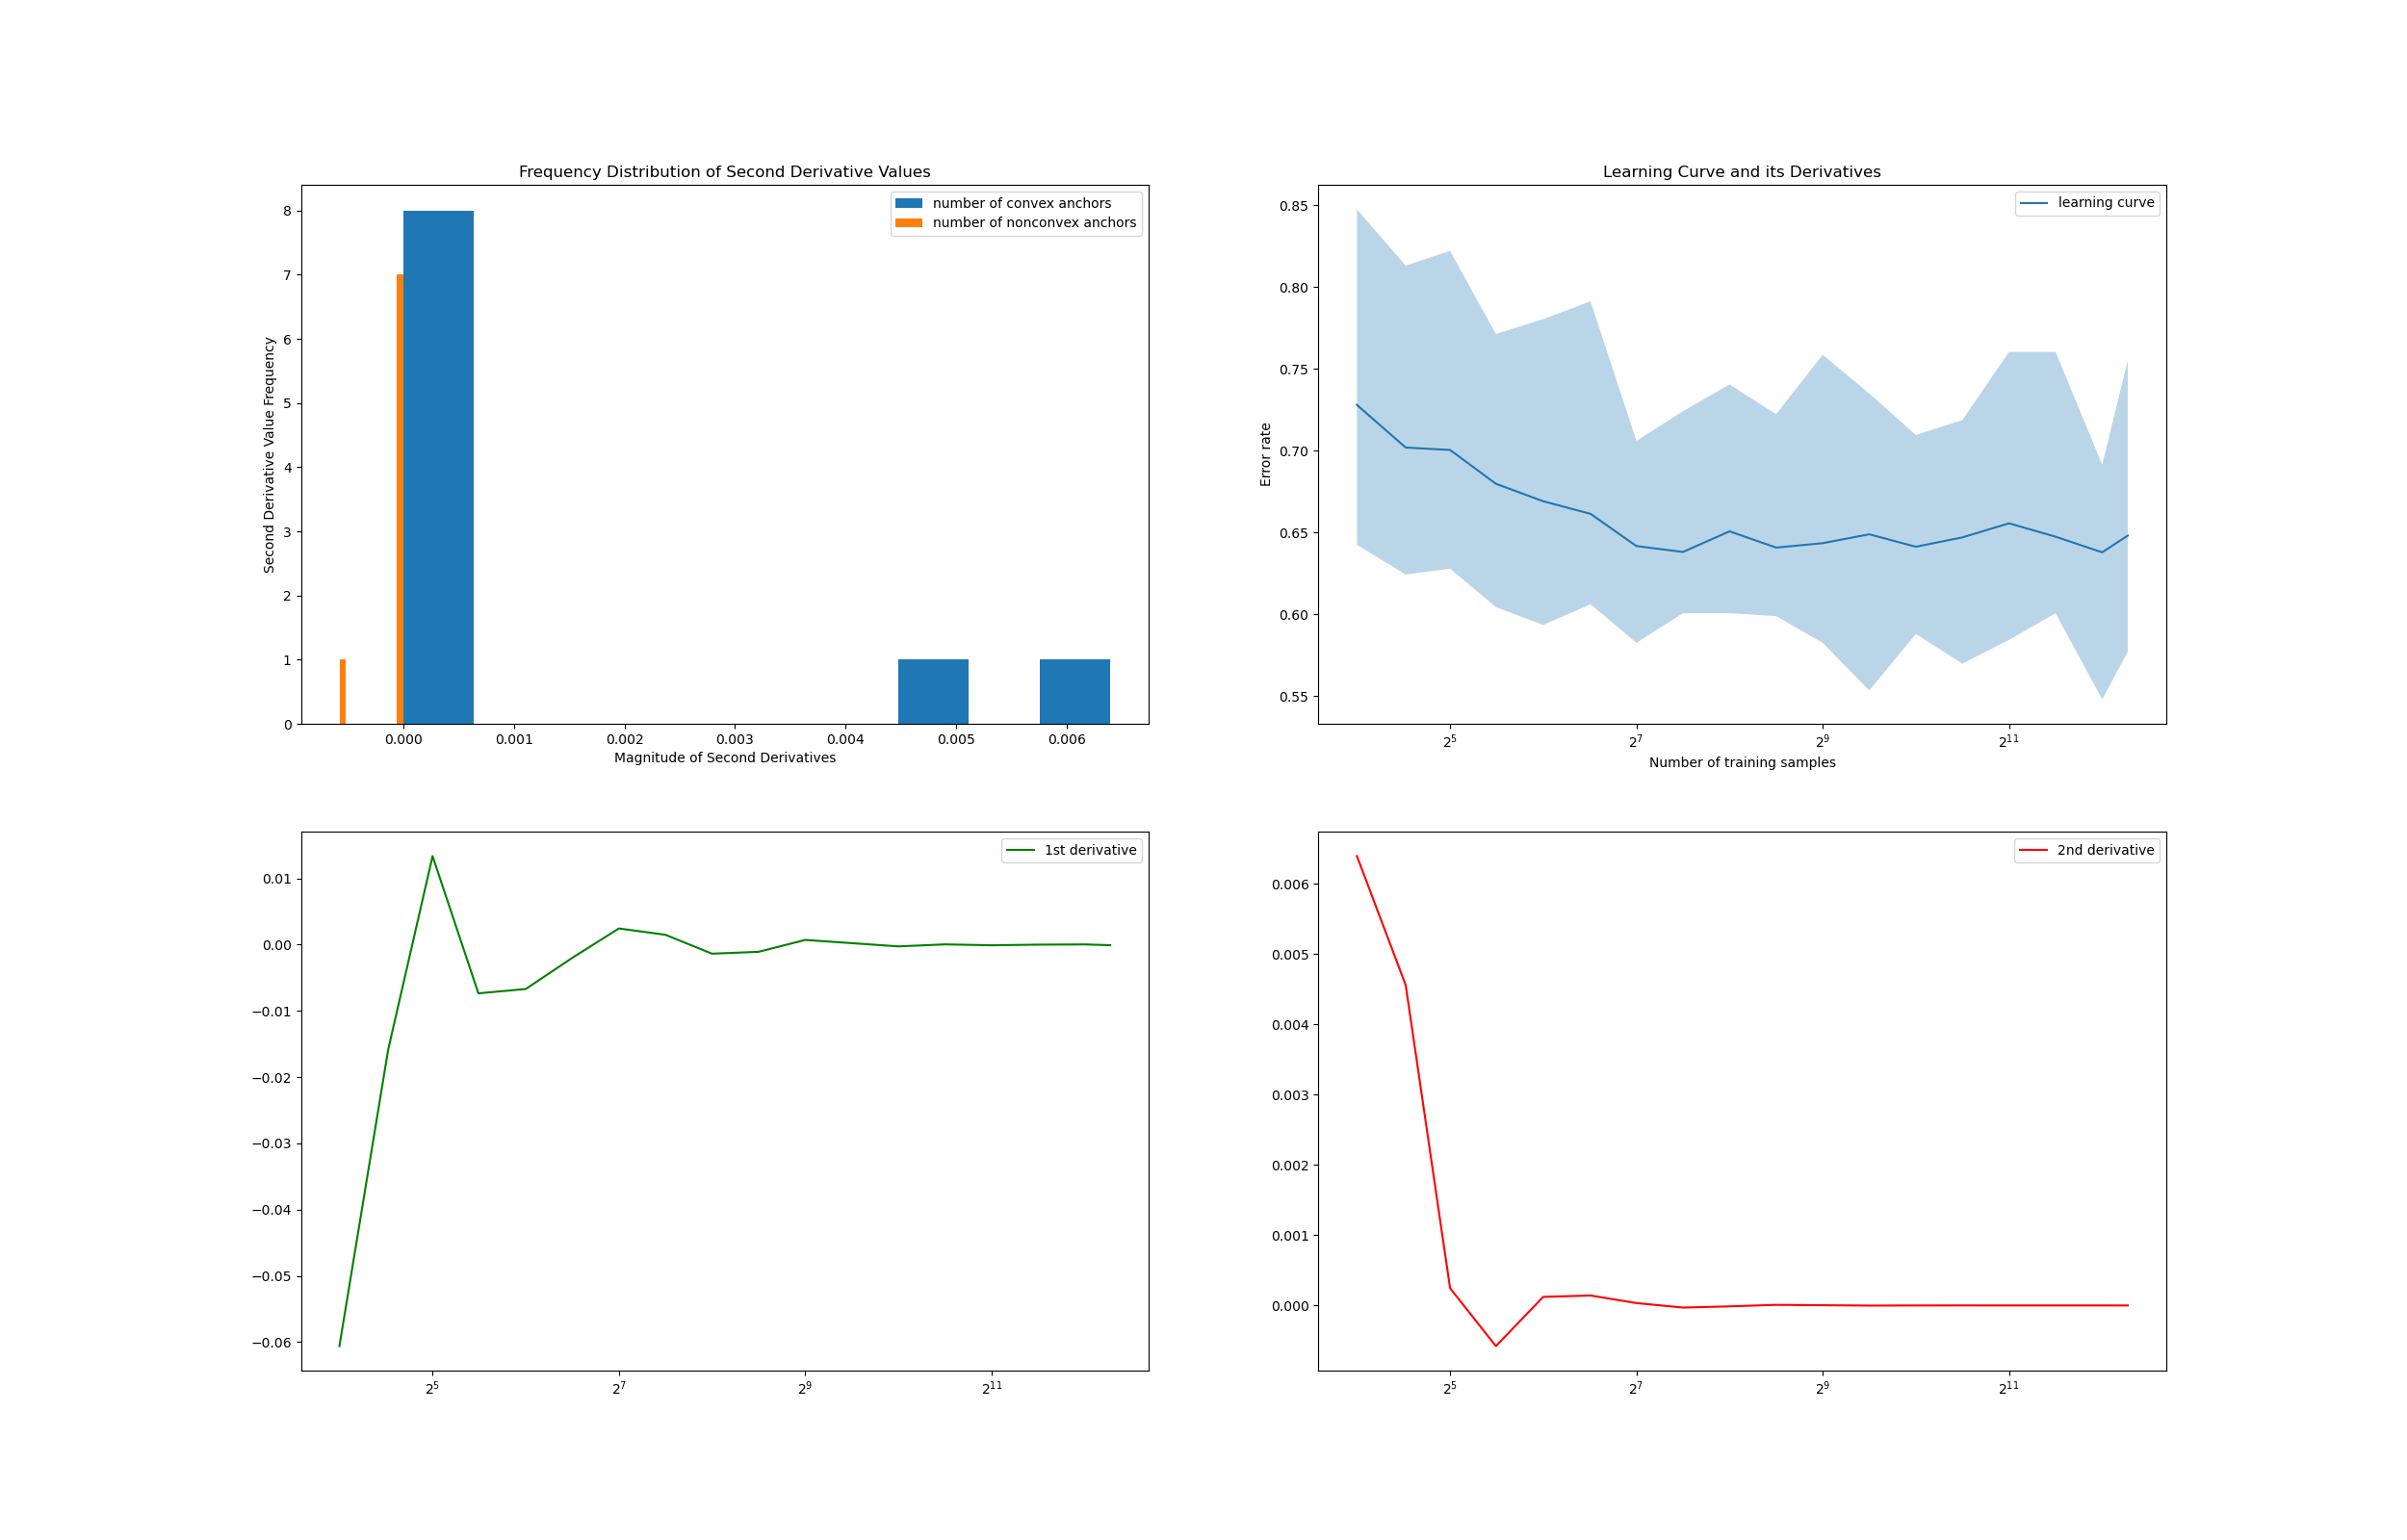 Frequency Distribution of Second Derivative Values
number of convex anchors
number of nonconvex anchors
8
7
6
5
4
3
2
1
0
Second Derivative Value Frequency
0.000 0.001 0.002 0.003 0.004 0.005 0.006
Magnitude of Second Derivatives
Learning Curve and its Derivatives
learning curve
0.85
0.80
0.75
0.70
0.65
0.60
0.55
Error rate
2^5 2^7 2^9 2^11
Number of training samples
1st derivative
0.01
0.00
−0.01
−0.02
−0.03
−0.04
−0.05
−0.06
2^5 2^7 2^9 2^11
2nd derivative
0.006
0.005
0.004
0.003
0.002
0.001
0.000
2^5 2^7 2^9 2^11